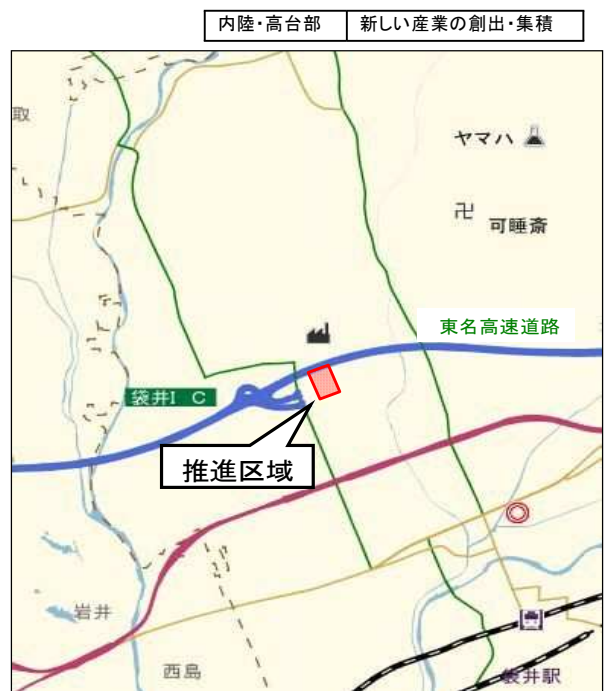 内陸・高台部 新しい産業の創出・集積
取
ヤマハ
可睡斎
東名高速道路
袋井I C
推進区域
岩井
西島
袋井駅